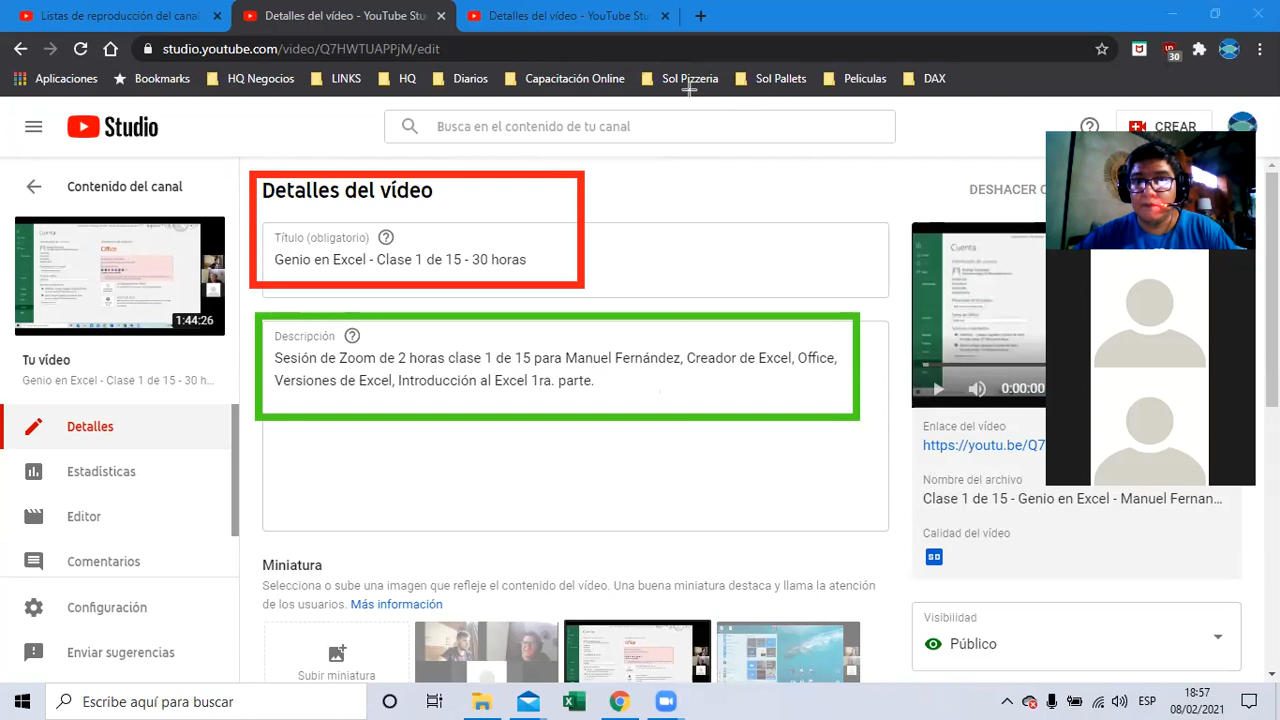 Listas de reproducción del canal
Detalles del vídeo - YouTube Stu
Detalles del vídeo - YouTube Stu
studio.youtube.com/video/Q7HWTUAPPjM/edit
30
Aplicaciones
HQ Negocios
LINKS
HQ
Diarios
Capacitación Online
Sol Pizzeria
Sol Pallets
Peliculas
DAX
Studio
Busca en el contenido de tu canal
CREAR
Contenido del canal
Detalles del vídeo
DESHACER C
Título (obligatorio)
Genio en Excel - Clase 1 de 15 - 30 horas
Cuenta
Office
1:44:26
Descripción
Sesión de Zoom de 2 horas clase 1 de 15 para Manuel Fernández, Creador de Excel, Office,
Versiones de Excel, Introducción al Excel 1ra. parte.
Tu vídeo
Genio en Excel - Clase 1 de 15 - 30 h...
Cuenta
0:00:00
Detalles
Estadísticas
Editor
Comentarios
Configuración
Enviar sugerencias
Enlace del vídeo
https://youtu.be/Q7
Nombre del archivo
Clase 1 de 15 - Genio en Excel - Manuel Fernan...
Calidad del vídeo
SD
Miniatura
Selecciona o sube una imagen que refleje el contenido del vídeo. Una buena miniatura destaca y llama la atención
de los usuarios. Más información
Subir miniatura
Visibilidad
Público
Escribe aquí para buscar
ESP
18:57
08/02/2021